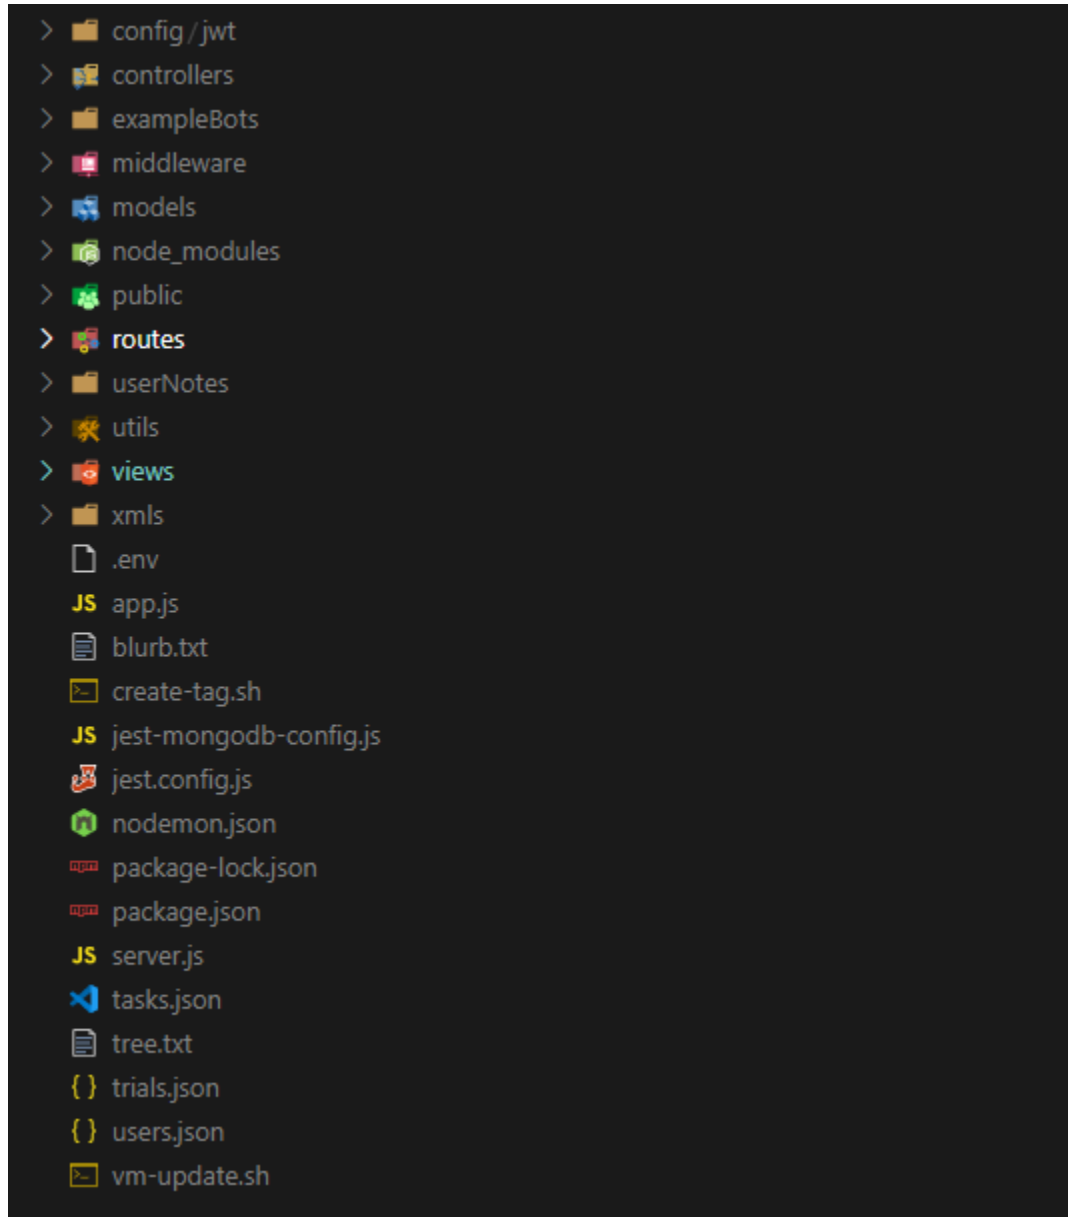 config/jwt
controllers
exampleBots
middleware
models
node_modules
public
routes
userNotes
utils
views
xmls
.env
JS app.js
blurb.txt
create-tag.sh
JS jest-mongodb-config.js
jest.config.js
nodemon.json
npm package-lock.json
npm package.json
JS server.js
tasks.json
tree.txt
{ } trials.json
{ } users.json
vm-update.sh